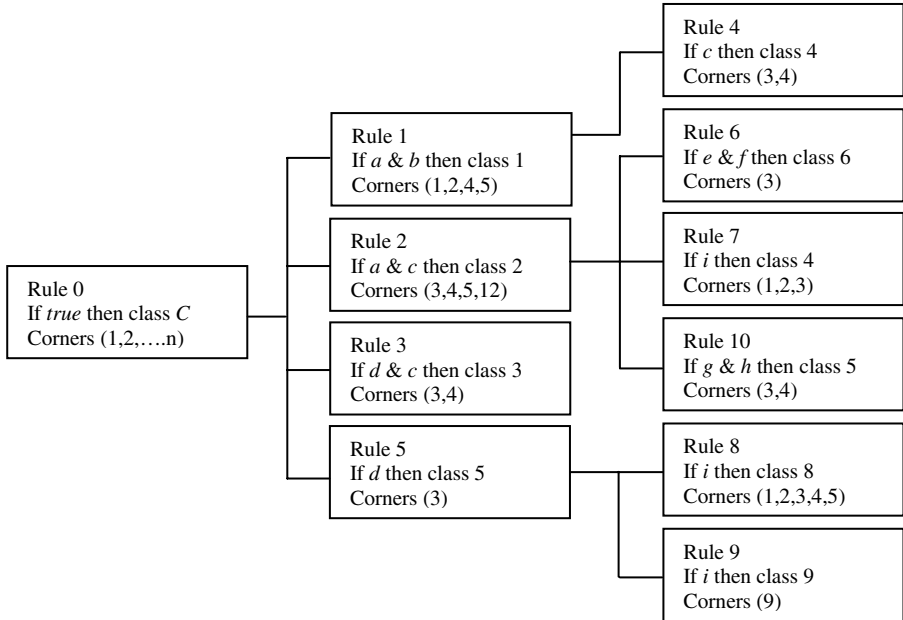 Rule 0
If true then class C
Corners (1,2,….n)
Rule 1
If a & b then class 1
Corners (1,2,4,5)
Rule 2
If a & c then class 2
Corners (3,4,5,12)
Rule 3
If d & c then class 3
Corners (3,4)
Rule 5
If d then class 5
Corners (3)
Rule 4
If c then class 4
Corners (3,4)
Rule 6
If e & f then class 6
Corners (3)
Rule 7
If i then class 4
Corners (1,2,3)
Rule 10
If g & h then class 5
Corners (3,4)
Rule 8
If i then class 8
Corners (1,2,3,4,5)
Rule 9
If i then class 9
Corners (9)